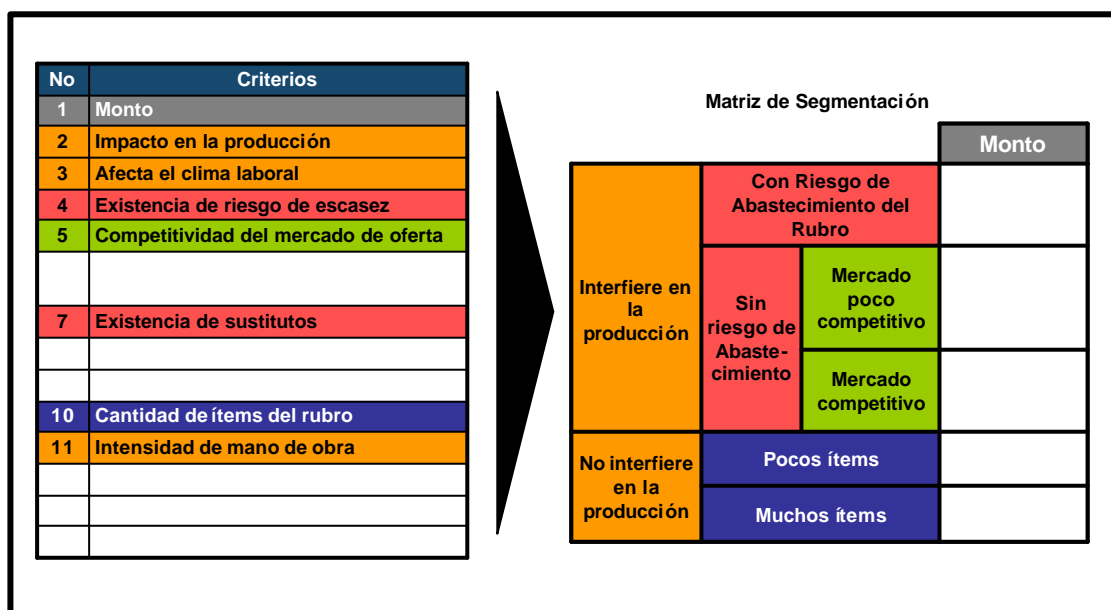 No Criterios
1 Monto
2 Impacto en la producción
3 Afecta el clima laboral
4 Existencia de riesgo de escasez
5 Competitividad del mercado de oferta
7 Existencia de sustitutos
10 Cantidad de ítems del rubro
11 Intensidad de mano de obra
Matriz de Segmentación
Monto
Interfiere en
la
producción
Con Riesgo de
Abastecimiento del
Rubro
Sin
riesgo de
Abaste-
cimiento
Mercado
poco
competitivo
Mercado
competitivo
No interfiere
en la
producción
Pocos ítems
Muchos ítems